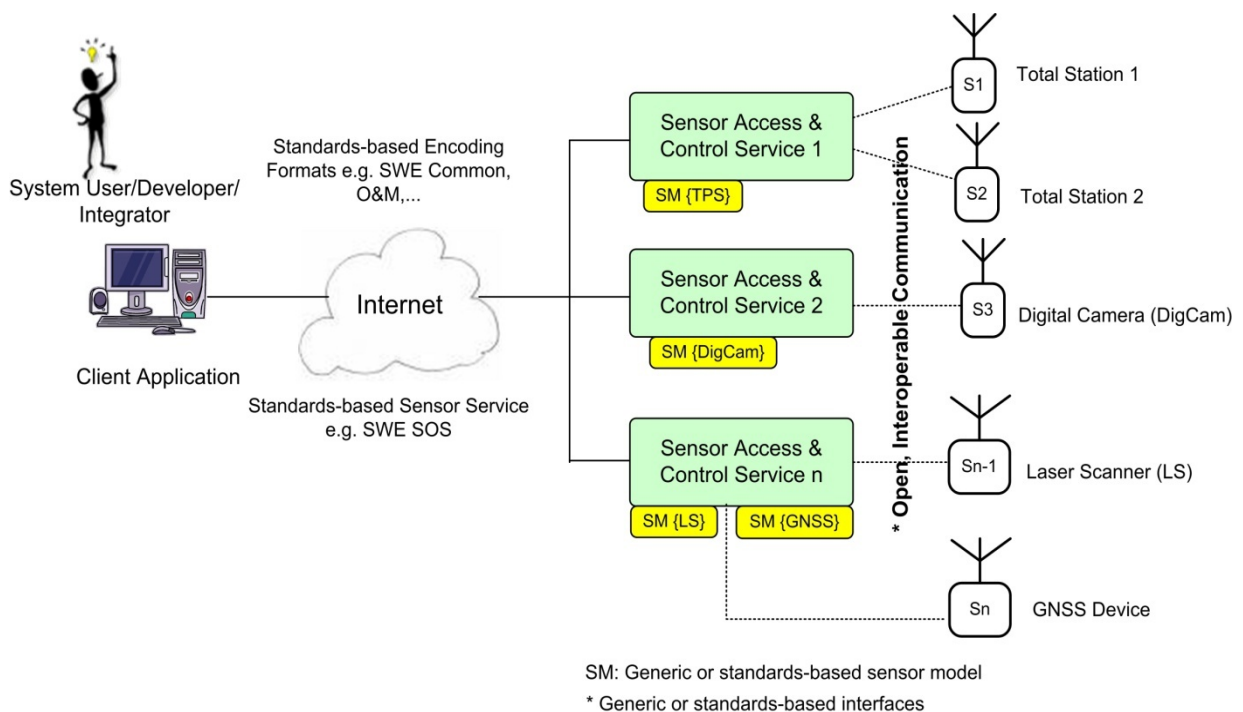 System User/Developer/
Integrator
Client Application
Standards-based Encoding
Formats e.g. SWE Common,
O&M,...
Internet
Standards-based Sensor Service
e.g. SWE SOS
Sensor Access &
Control Service 1
SM {TPS}
Sensor Access &
Control Service 2
SM {DigCam}
Sensor Access &
Control Service n
SM {LS}
SM {GNSS}
* Open, Interoperable Communication
S1
Total Station 1
S2
Total Station 2
S3
Digital Camera (DigCam)
Sn-1
Laser Scanner (LS)
Sn
GNSS Device
SM: Generic or standards-based sensor model
* Generic or standards-based interfaces